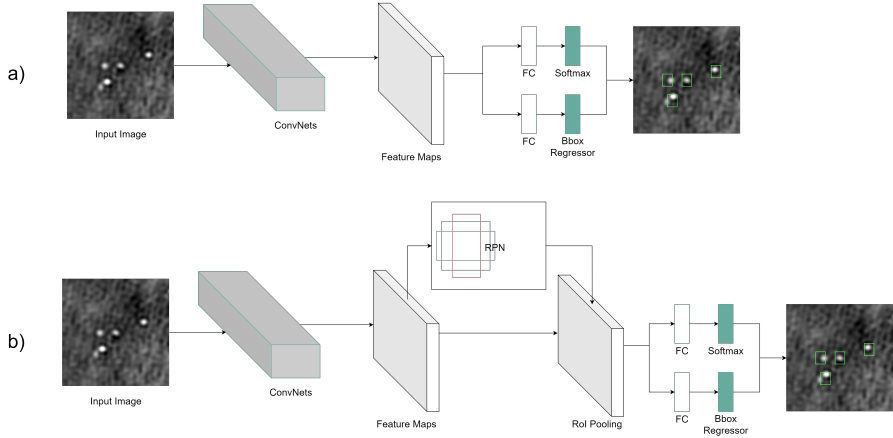 a)
Input Image
ConvNets
Feature Maps
FC
Softmax
FC
Bbox
Regressor
b)
Input Image
ConvNets
Feature Maps
RPN
RoI Pooling
FC
Softmax
FC
Bbox
Regressor